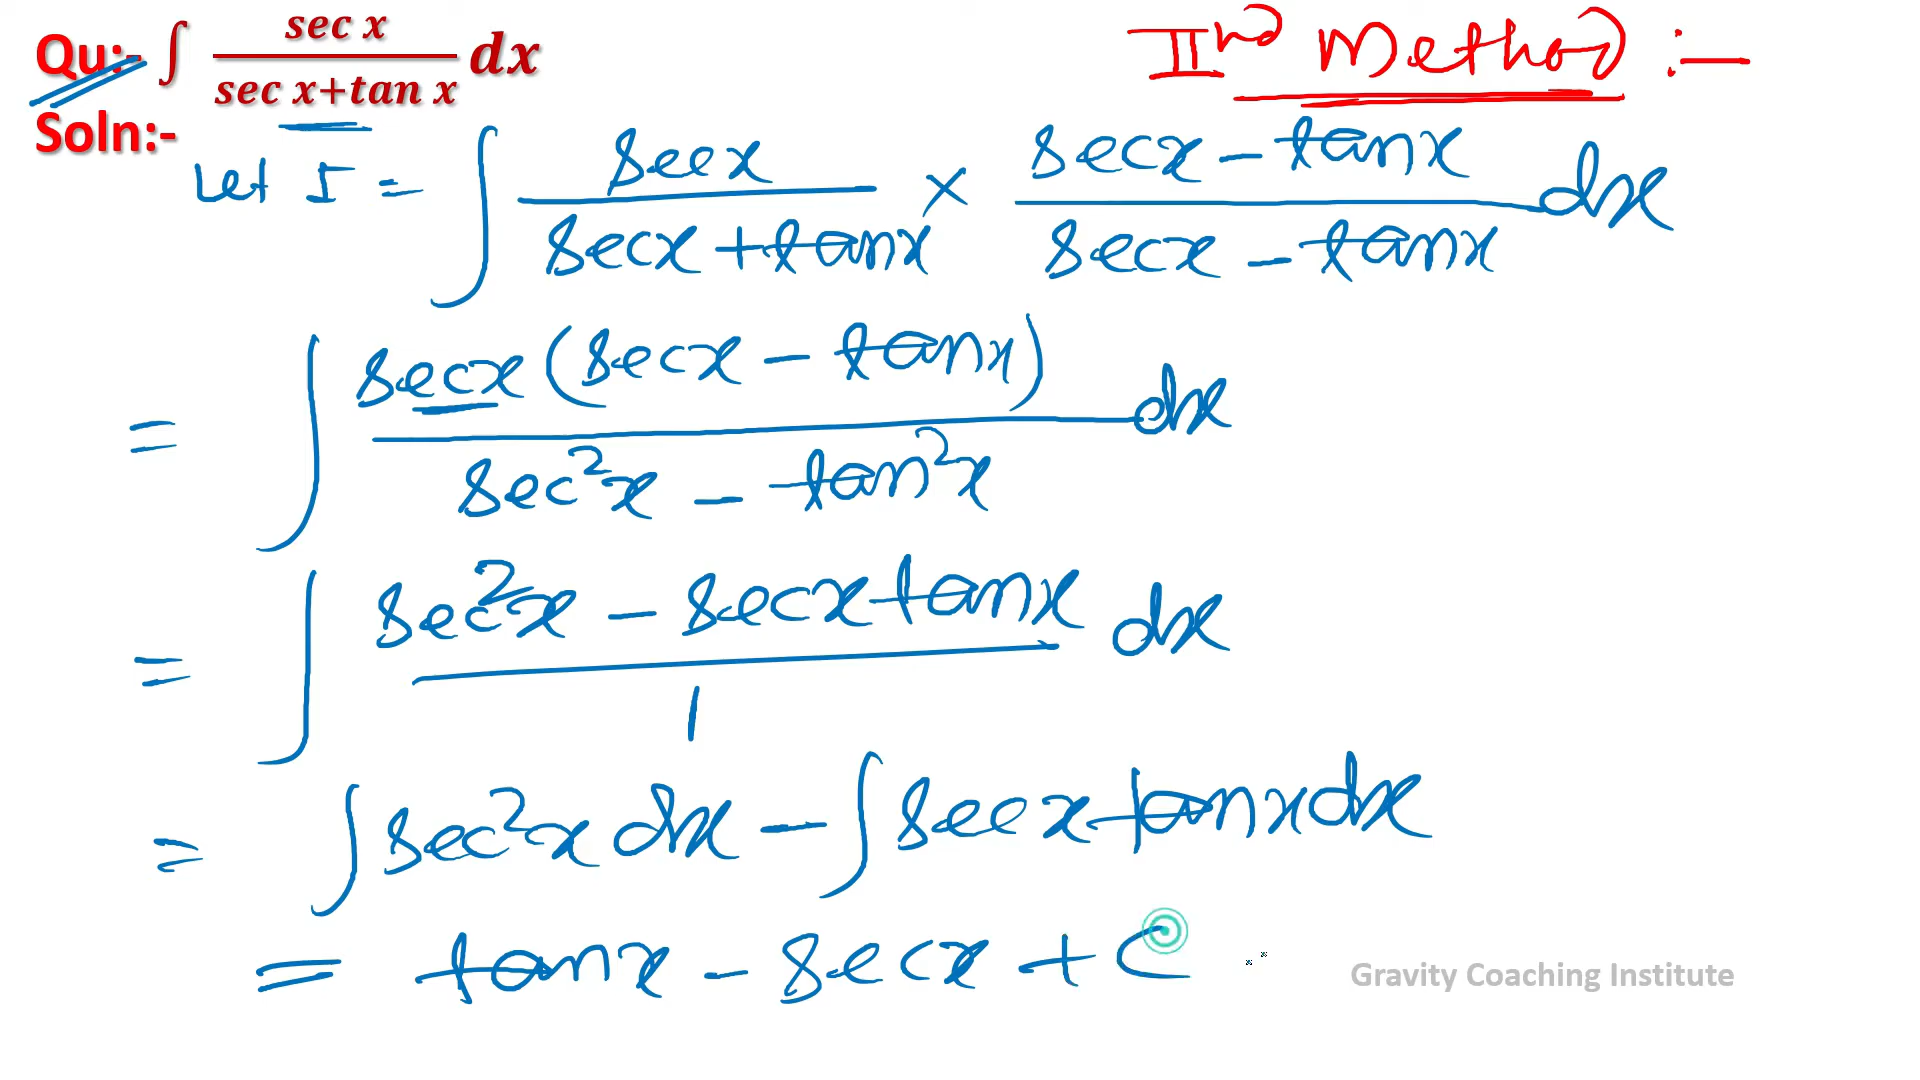 Qu:- ∫ sec x / (sec x+tan x) dx
IInd Method :-
Soln:-
Let I = ∫ secx / (secx + tanx) × (secx - tanx) / (secx - tanx) dx
= ∫ secx (secx - tanx) / (sec²x - tan²x) dx
= ∫ (sec²x - secx tanx) / 1 dx
= ∫ sec²x dx - ∫ secx tanx dx
= tanx - secx + C
Gravity Coaching Institute